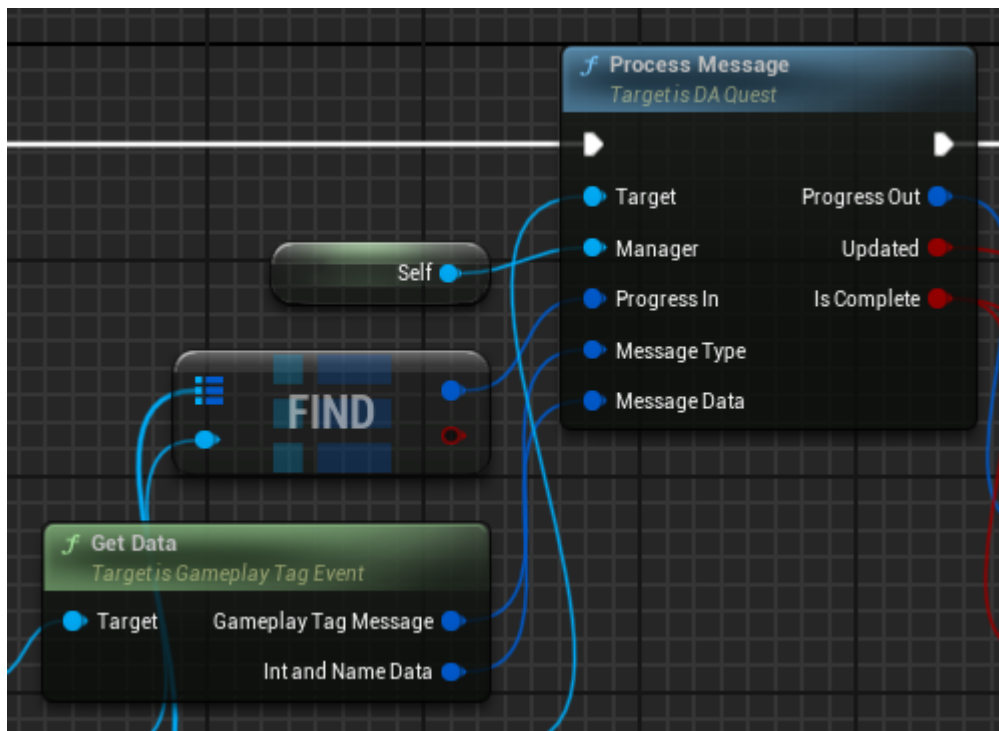 Process Message
Target is DA Quest
Target
Progress Out
Manager
Updated
Self
Progress In
Is Complete
Message Type
FIND
Message Data
Get Data
Target is Gameplay Tag Event
Target
Gameplay Tag Message
Int and Name Data